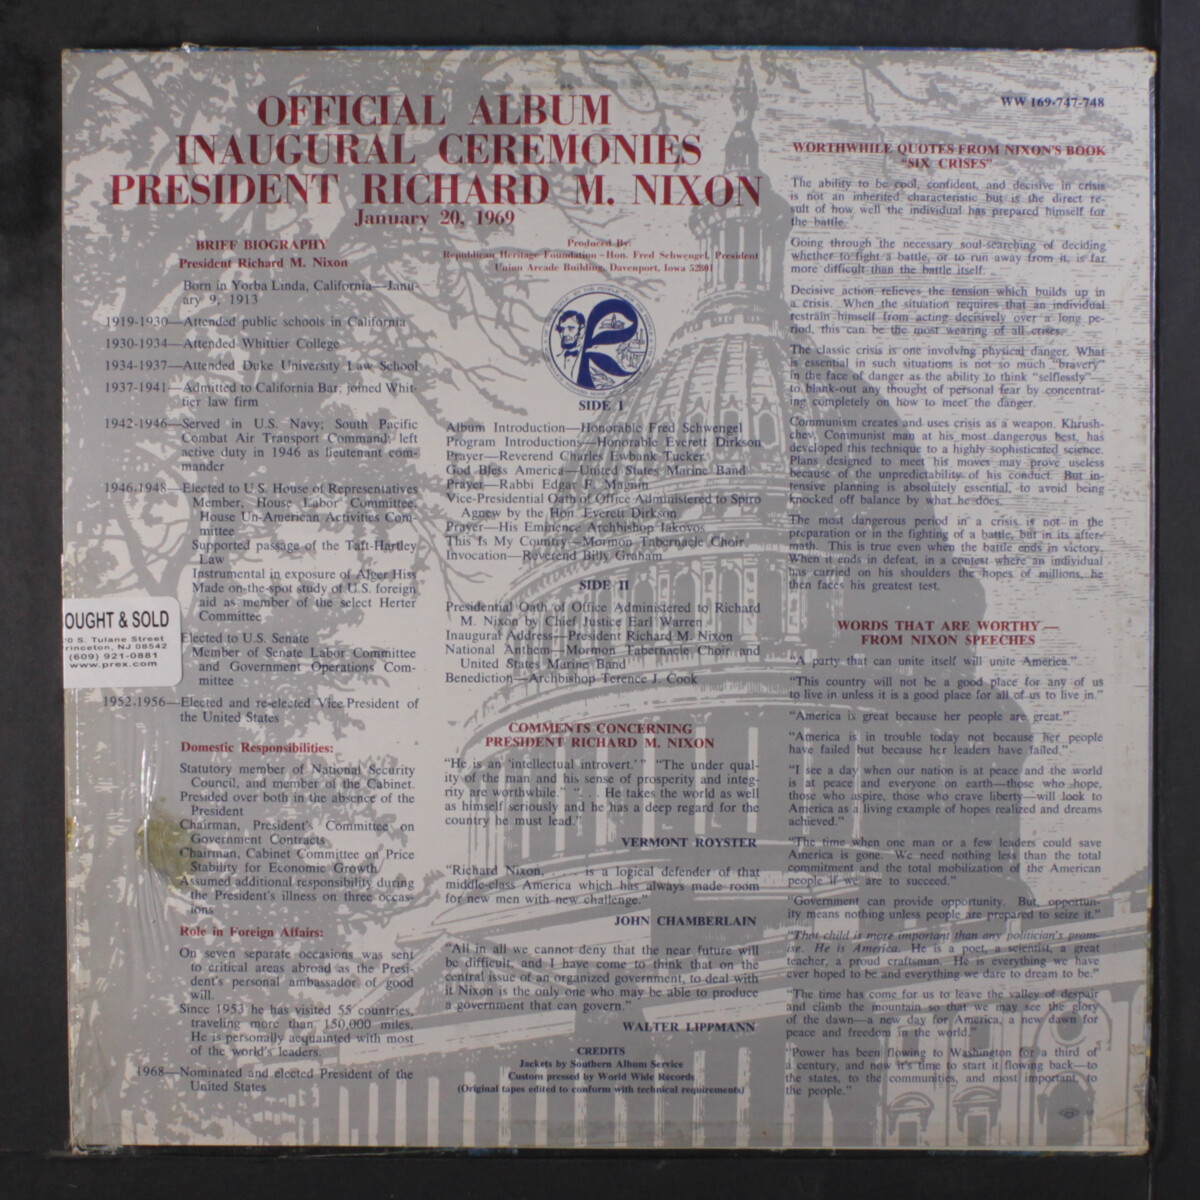 OFFICIAL ALBUM
INAUGURAL CEREMONIES
PRESIDENT RICHARD M. NIXON
January 20, 1969
BRIEF BIOGRAPHY
President Richard M. Nixon
Born in Yorba Linda, California—Janu-
ary 9, 1913
1919-1930—Attended public schools in California
1930-1934—Attended Whittier College
1934-1937—Attended Duke University Law School
1937-1941—Admitted to California Bar; joined Whit-
tier law firm
1942-1946—Served in U.S. Navy; South Pacific
Combat Air Transport Command; left
active duty in 1946 as lieutenant com-
mander
1946-1948—Elected to U.S. House of Representatives
Member, House Labor Committee,
House Un-American Activities Com-
mittee
Supported passage of the Taft-Hartley
Law
Instrumental in exposure of Alger Hiss
Made on-the-spot study of U.S. foreign
aid as member of the select Herter
Committee
OUGHT & SOLD
0 S. Tulane Street
rinceton, NJ 08542
(609) 921-0881
www.prex.com
Elected to U.S. Senate
Member of Senate Labor Committee
and Government Operations Com-
mittee
1952-1956—Elected and re-elected Vice President of
the United States
Domestic Responsibilities:
Statutory member of National Security
Council, and member of the Cabinet.
Presided over both in the absence of the
President
Chairman, President's Committee on
Government Contracts
Chairman, Cabinet Committee on Price
Stability for Economic Growth
Assumed additional responsibility during
the President's illness on three occas-
ions
Role in Foreign Affairs:
On seven separate occasions was sent
to critical areas abroad as the Presi-
dent's personal ambassador of good
will.
Since 1953 he has visited 55 countries,
traveling more than 150,000 miles.
He is personally acquainted with most
of the world's leaders.
1968—Nominated and elected President of the
United States
Produced By:
Republican Heritage Foundation—Hon. Fred Schwengel, President
Union Arcade Building, Davenport, Iowa 52801
R
SIDE I
Album Introduction—Honorable Fred Schwengel
Program Introductions—Honorable Everett Dirkson
Prayer—Reverend Charles Ewbank Tucker
God Bless America—United States Marine Band
Prayer—Rabbi Edgar F. Magnin
Vice-Presidential Oath of Office Administered to Spiro
Agnew by the Hon. Everett Dirkson
Prayer—His Eminence Archbishop Iakovos
This Is My Country—Mormon Tabernacle Choir
Invocation—Reverend Billy Graham
SIDE II
Presidential Oath of Office Administered to Richard
M. Nixon by Chief Justice Earl Warren
Inaugural Address—President Richard M. Nixon
National Anthem—Mormon Tabernacle Choir and
United States Marine Band
Benediction—Archbishop Terence J. Cook
COMMENTS CONCERNING
PRESIDENT RICHARD M. NIXON
"He is an 'intellectual introvert.'" "The under qual-
ity of the man and his sense of prosperity and integ-
rity are worthwhile. . . . He takes the world as well
as himself seriously and he has a deep regard for the
country he must lead."
VERMONT ROYSTER
"Richard Nixon, . . . is a logical defender of that
middle-class America which has always made room
for new men with new challenge."
JOHN CHAMBERLAIN
"All in all we cannot deny that the near future will
be difficult, and I have come to think that on the
central issue of an organized government, to deal with
it Nixon is the only one who may be able to produce
a government that can govern."
WALTER LIPPMANN
CREDITS
Jackets by Southern Album Service
Custom pressed by World Wide Records
(Original tapes edited to conform with technical requirements)
WW 169-747-748
WORTHWHILE QUOTES FROM NIXON'S BOOK
"SIX CRISES"
The ability to be cool, confident, and decisive in crisis
is not an inherited characteristic but is the direct re-
sult of how well the individual has prepared himself for
the battle.
Going through the necessary soul-searching of deciding
whether to fight a battle, or to run away from it, is far
more difficult than the battle itself.
Decisive action relieves the tension which builds up in
a crisis. When the situation requires that an individual
restrain himself from acting decisively over a long pe-
riod, this can be the most wearing of all crises.
The classic crisis is one involving physical danger. What
is essential in such situations is not so much "bravery"
in the face of danger as the ability to think "selflessly"—
to blank-out any thought of personal fear by concentrat-
ing completely on how to meet the danger.
Communism creates and uses crisis as a weapon. Khrush-
chev, Communist man at his most dangerous best, has
developed this technique to a highly sophisticated science.
Plans designed to meet his moves may prove useless
because of the unpredictability of his conduct. But in-
tensive planning is absolutely essential, to avoid being
knocked off balance by what he does.
The most dangerous period in a crisis is not in the
preparation or in the fighting of a battle, but in its after-
math. This is true even when the battle ends in victory.
When it ends in defeat, in a contest where an individual
has carried on his shoulders the hopes of millions, he
then faces his greatest test.
WORDS THAT ARE WORTHY—
FROM NIXON SPEECHES
"A party that can unite itself will unite America."
"This country will not be a good place for any of us
to live in unless it is a good place for all of us to live in."
"America is great because her people are great."
"America is in trouble today not because her people
have failed but because her leaders have failed."
"I see a day when our nation is at peace and the world
is at peace and everyone on earth—those who hope,
those who aspire, those who crave liberty—will look to
America as a living example of hopes realized and dreams
achieved."
"The time when one man or a few leaders could save
America is gone. We need nothing less than the total
commitment and the total mobilization of the American
people if we are to succeed."
"Government can provide opportunity. But opportun-
ity means nothing unless people are prepared to seize it."
"That child is more important than any politician's prom-
ise. He is America. He is a poet, a scientist, a great
teacher, a proud craftsman. He is everything we have
ever hoped to be and everything we dare to dream to be."
"The time has come for us to leave the valley of despair
and climb the mountain so that we may see the glory
of the dawn—a new day for America, a new dawn for
peace and freedom in the world."
"Power has been flowing to Washington for a third of
a century, and now it's time to start it flowing back—to
the states, to the communities, and most important, to
the people."